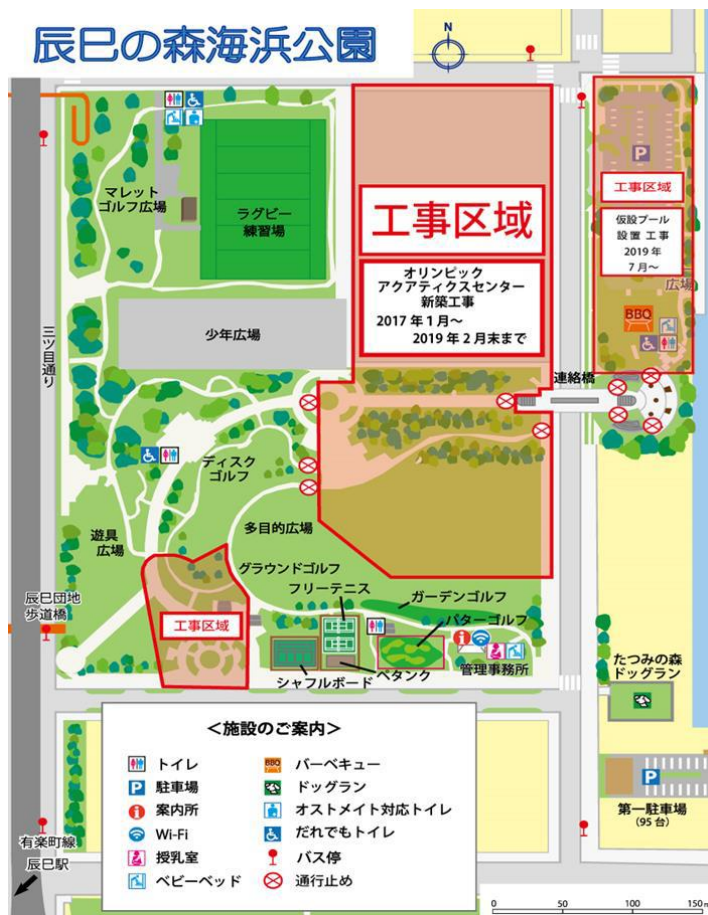 辰巳の森海浜公園
N
マレット
ゴルフ広場
ラグビー
練習場
工事区域
オリンピック
アクアティクスセンター
新築工事
2017年1月～
2019年2月末まで
P
工事区域
仮設プール
設置 工事
2019年
7月～
広場
BBQ
三ツ目通り
少年広場
連絡橋
ディスク
ゴルフ
遊具
広場
多目的広場
グラウンドゴルフ
フリーテニス
ガーデンゴルフ
パターゴルフ
辰巳団地
歩道橋
工事区域
シャフルボード
ペタンク
管理事務所
たつみの森
ドッグラン
P
第一駐車場
(95台)
＜施設のご案内＞
トイレ
P 駐車場
案内所
Wi-Fi
授乳室
ベビーベッド
BBQ バーベキュー
ドッグラン
オストメイト対応トイレ
だれでもトイレ
バス停
通行止め
有楽町線
辰巳駅
0 50 100 150m